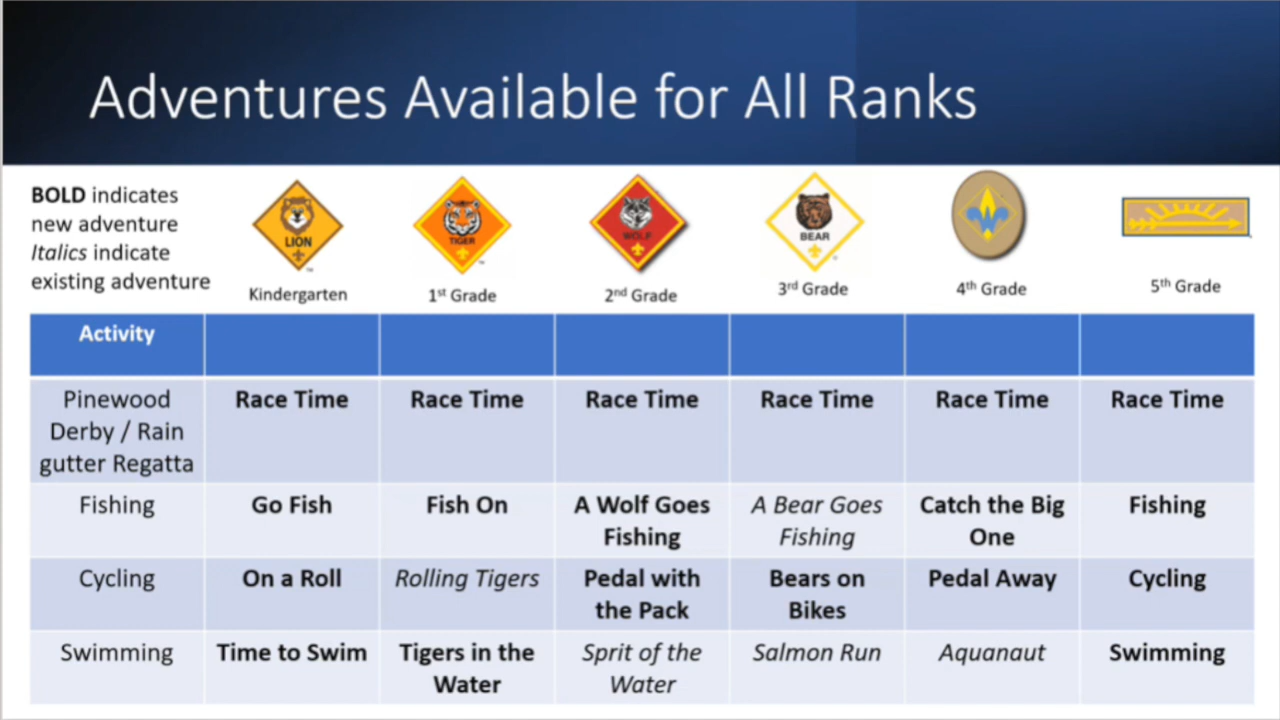 Adventures Available for All Ranks
BOLD indicates
new adventure
Italics indicate
existing adventure
LION
TIGER
WOLF
BEAR
Kindergarten
1st Grade
2nd Grade
3rd Grade
4th Grade
5th Grade
Activity
Pinewood
Derby / Rain
gutter Regatta
Race Time
Race Time
Race Time
Race Time
Race Time
Race Time
Fishing
Go Fish
Fish On
A Wolf Goes
Fishing
A Bear Goes
Fishing
Catch the Big
One
Fishing
Cycling
On a Roll
Rolling Tigers
Pedal with
the Pack
Bears on
Bikes
Pedal Away
Cycling
Swimming
Time to Swim
Tigers in the
Water
Sprit of the
Water
Salmon Run
Aquanaut
Swimming